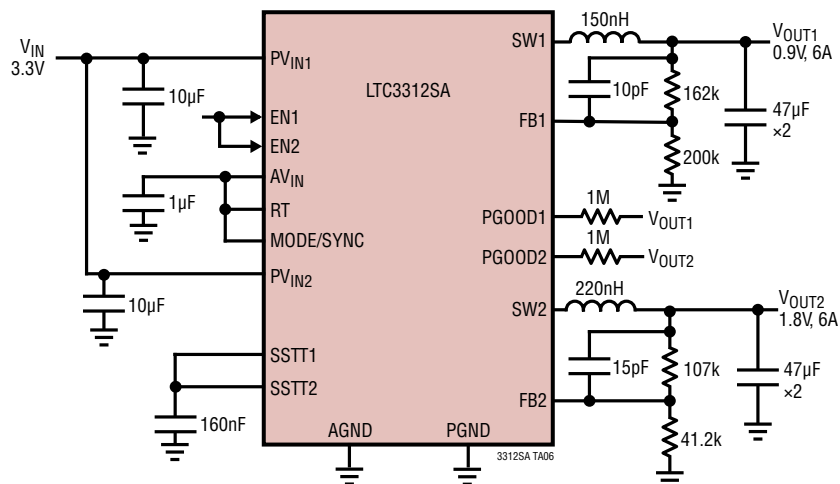 V_IN
3.3V
10µF
PV_IN1
EN1
EN2
AV_IN
1µF
RT
MODE/SYNC
PV_IN2
10µF
SSTT1
SSTT2
160nF
LTC3312SA
AGND
PGND
SW1
150nH
V_OUT1
0.9V, 6A
10pF
162k
47µF
×2
FB1
200k
PGOOD1
1M
V_OUT1
PGOOD2
1M
V_OUT2
SW2
220nH
V_OUT2
1.8V, 6A
15pF
107k
47µF
×2
FB2
41.2k
3312SA TA06